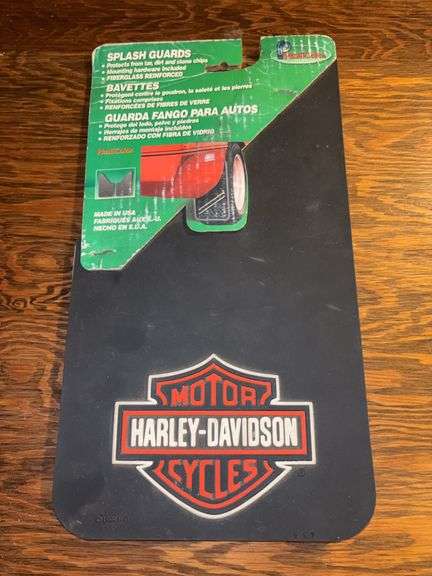 SPLASH GUARDS
• Protects from tar, dirt and stone chips
• Mounting hardware included
• FIBERGLASS REINFORCED
BAVETTES
• Protègent contre le goudron, la saleté et les pierres
• Fixations comprises
• RENFORCÉES DE FIBRES DE VERRE
GUARDA FANGO PARA AUTOS
• Protege del lodo, polvo y piedras
• Herrajes de montaje incluidos
• RENFORZADO CON FIBRA DE VIDRIO
MADE IN USA
FABRIQUÉS AUX É.-U.
HECHO EN E.U.A.
MOTOR
HARLEY-DAVIDSON
CYCLES
®